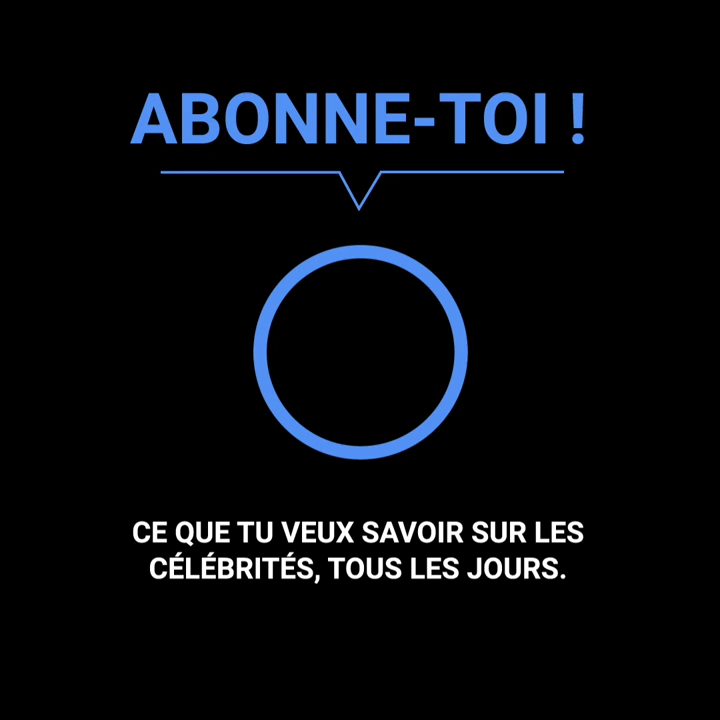 ABONNE-TOI !
CE QUE TU VEUX SAVOIR SUR LES
CÉLÉBRITÉS, TOUS LES JOURS.